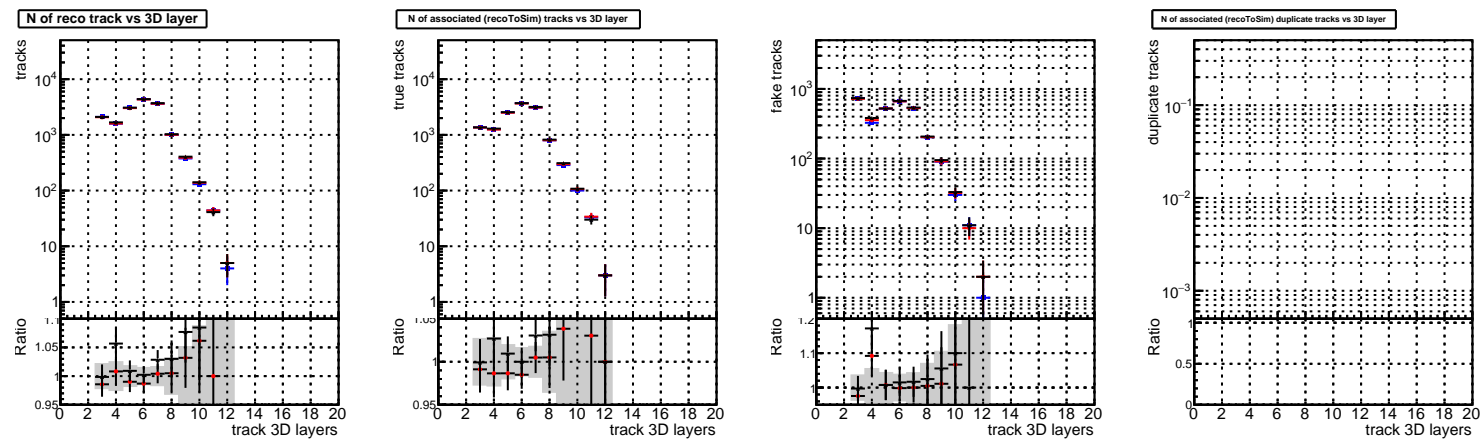 N of reco track vs 3D layer
tracks
10^4
10^3
10^2
10
1
Ratio
1.1
1.05
1
0.95
0 2 4 6 8 10 12 14 16 18 20
track 3D layers
N of associated (recoToSim) tracks vs 3D layer
true tracks
10^4
10^3
10^2
10
1
Ratio
1.05
1
0.95
0 2 4 6 8 10 12 14 16 18 20
track 3D layers
fake tracks
10^3
10^2
10
1
Ratio
1.2
1.1
1
0 2 4 6 8 10 12 14 16 18 20
track 3D layers
N of associated (recoToSim) duplicate tracks vs 3D layer
duplicate tracks
10^−1
10^−2
10^−3
Ratio
1
0.5
0
0 2 4 6 8 10 12 14 16 18 20
track 3D layers